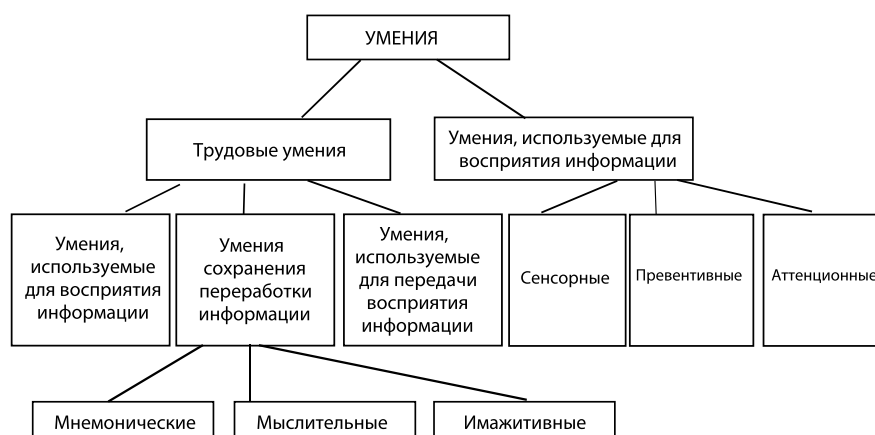 УМЕНИЯ
Трудовые умения
Умения, используемые для
восприятия информации
Умения,
используемые
для восприятия
информации
Умения
сохранения
переработки
информации
Умения,
используемые
для передачи
восприятия
информации
Сенсорные
Превентивные
Аттенционные
Мнемонические
Мыслительные
Имажитивные